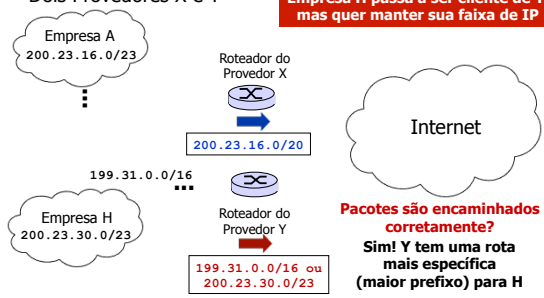 Dois Provedores X e Y
Empresa H passa a ser cliente de Y
mas quer manter sua faixa de IP
Empresa A
200.23.16.0/23
...
Roteador do
Provedor X
200.23.16.0/20
Internet
199.31.0.0/16
...
Empresa H
200.23.30.0/23
Roteador do
Provedor Y
199.31.0.0/16 ou
200.23.30.0/23
Pacotes são encaminhados
corretamente?
Sim! Y tem uma rota
mais específica
(maior prefixo) para H